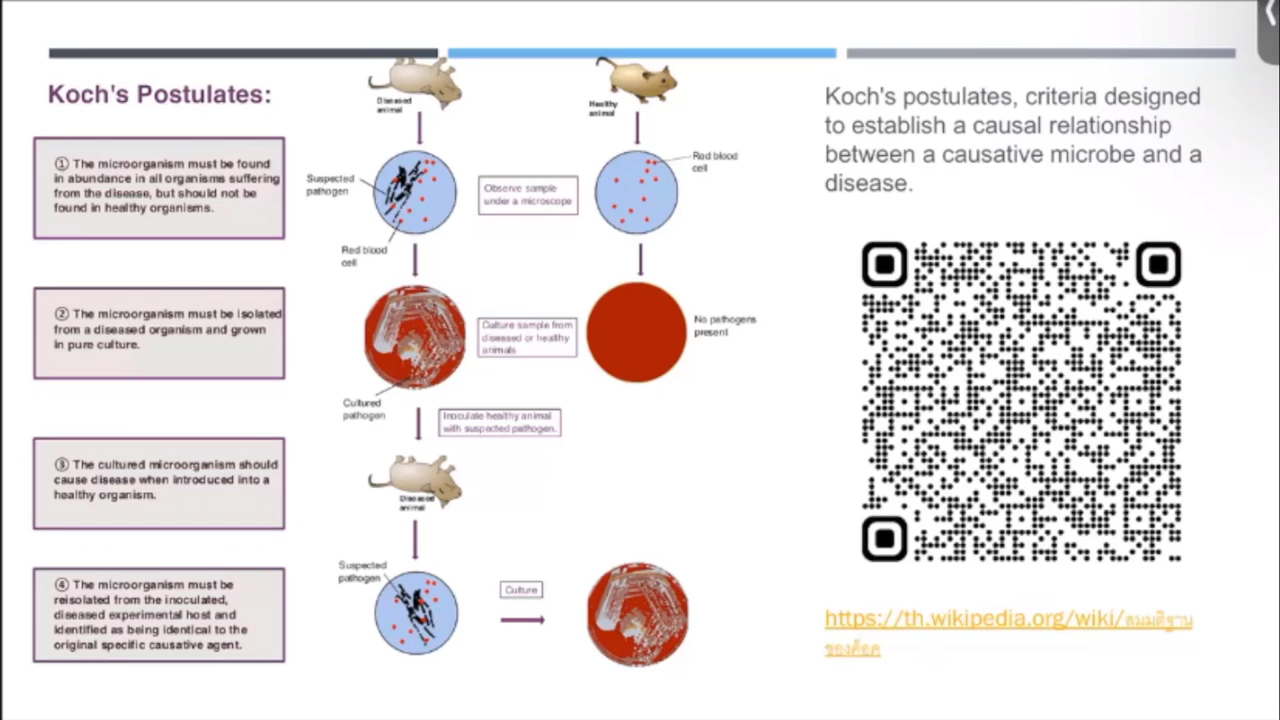 Koch's Postulates:
① The microorganism must be found
in abundance in all organisms suffering
from the disease, but should not be
found in healthy organisms.
② The microorganism must be isolated
from a diseased organism and grown
in pure culture.
③ The cultured microorganism should
cause disease when introduced into a
healthy organism.
④ The microorganism must be
reisolated from the inoculated,
diseased experimental host and
identified as being identical to the
original specific causative agent.
Diseased
animal
Healthy
animal
Suspected
pathogen
Red blood
cell
Observe sample
under a microscope
Red blood
cell
Culture sample from
diseased or healthy
animals
No pathogens
present
Cultured
pathogen
Inoculate healthy animal
with suspected pathogen.
Diseased
animal
Suspected
pathogen
Culture
Koch's postulates, criteria designed
to establish a causal relationship
between a causative microbe and a
disease.
https://th.wikipedia.org/wiki/สมมติฐาน
ของค็อค